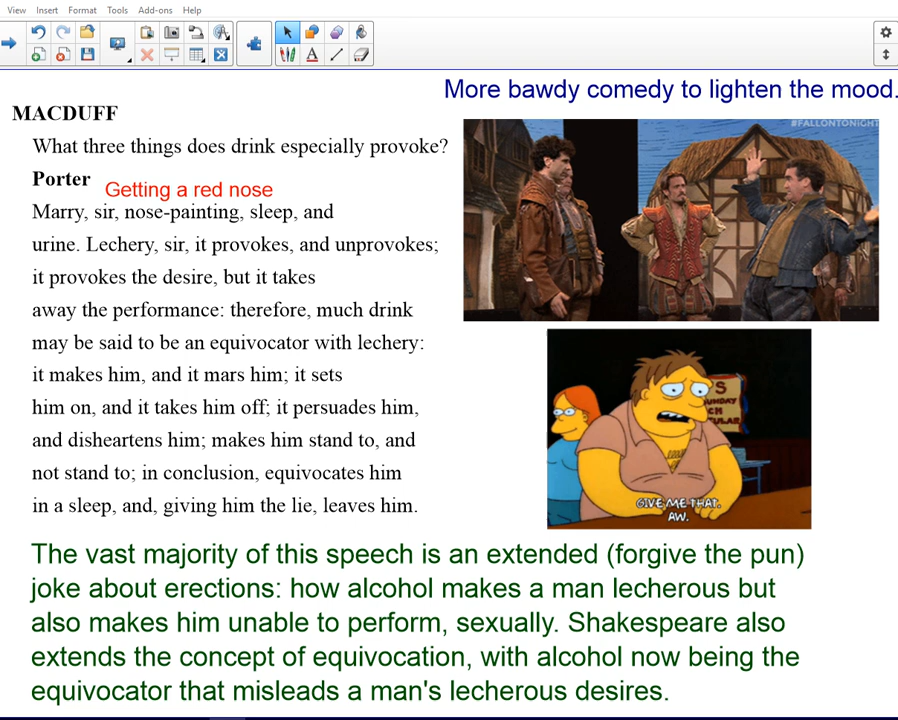 View Insert Format Tools Add-ons Help
More bawdy comedy to lighten the mood.
MACDUFF
What three things does drink especially provoke?
Porter
Getting a red nose
Marry, sir, nose-painting, sleep, and
urine. Lechery, sir, it provokes, and unprovokes;
it provokes the desire, but it takes
away the performance: therefore, much drink
may be said to be an equivocator with lechery:
it makes him, and it mars him; it sets
him on, and it takes him off; it persuades him,
and disheartens him; makes him stand to, and
not stand to; in conclusion, equivocates him
in a sleep, and, giving him the lie, leaves him.
#FALLONTONIGHT
'S
SUNDAY
CH
TULAR
GIVE ME THAT.
AW.
The vast majority of this speech is an extended (forgive the pun)
joke about erections: how alcohol makes a man lecherous but
also makes him unable to perform, sexually. Shakespeare also
extends the concept of equivocation, with alcohol now being the
equivocator that misleads a man's lecherous desires.